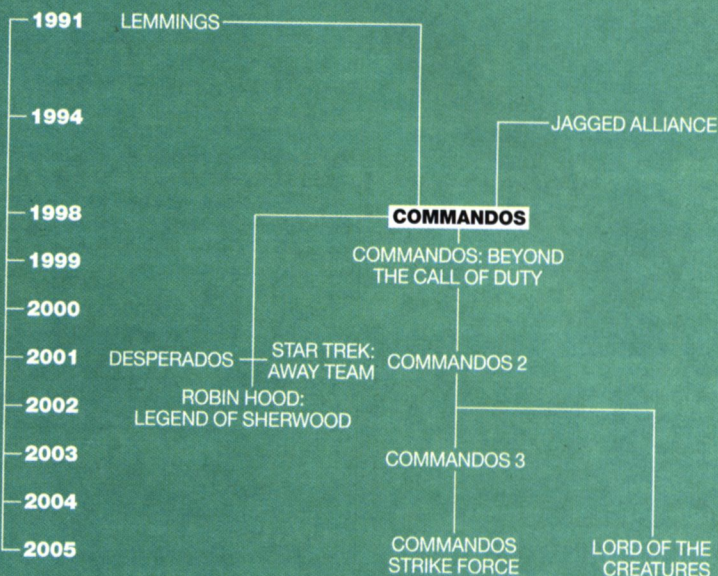 1991 LEMMINGS
1994 JAGGED ALLIANCE
1998 COMMANDOS
1999 COMMANDOS: BEYOND
THE CALL OF DUTY
2000
2001 DESPERADOS STAR TREK:
AWAY TEAM COMMANDOS 2
ROBIN HOOD:
2002 LEGEND OF SHERWOOD
2003 COMMANDOS 3
2004
2005 COMMANDOS
STRIKE FORCE
LORD OF THE
CREATURES